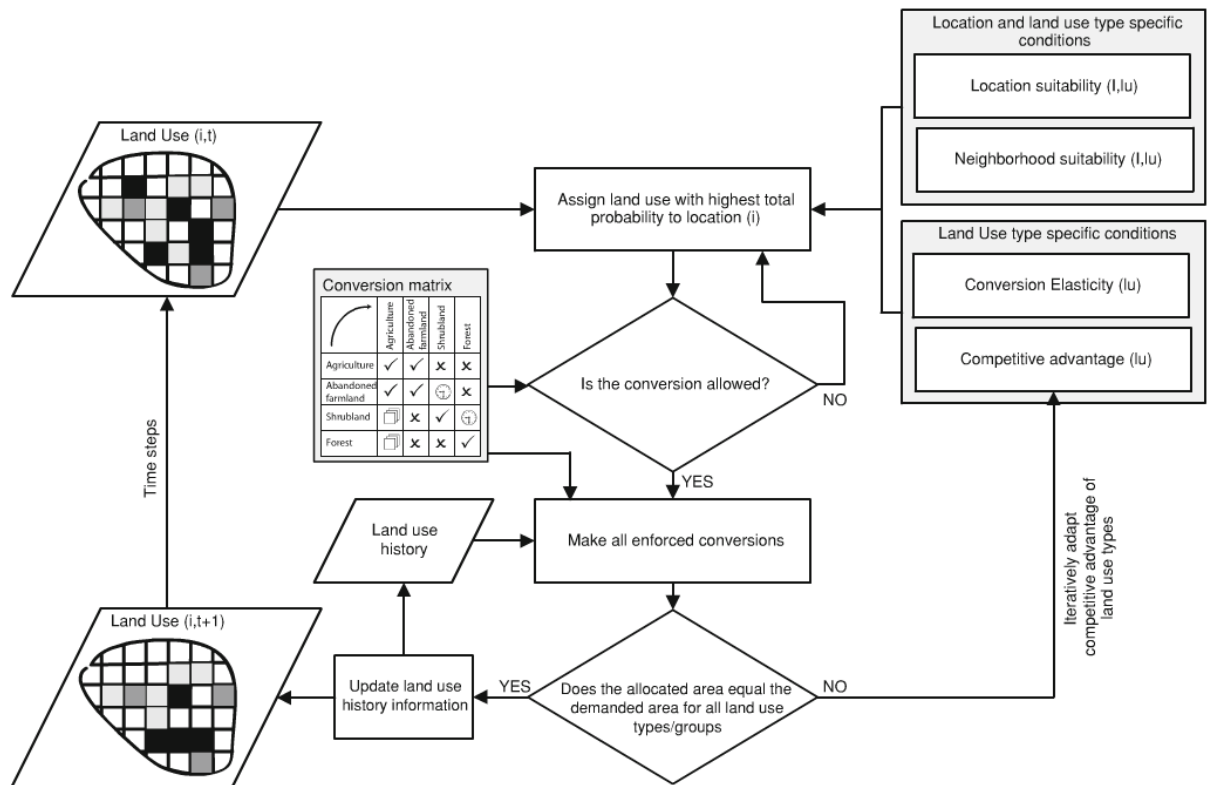 Location and land use type specific
conditions
Location suitability (I,lu)
Neighborhood suitability (I,lu)
Land Use (i,t)
Assign land use with highest total
probability to location (i)
Land Use type specific conditions
Conversion Elasticity (lu)
Competitive advantage (lu)
Conversion matrix
Agriculture
Abandoned
farmland
Shrubland
Forest
Agriculture
Abandoned
farmland
Shrubland
Forest
Is the conversion allowed?
NO
YES
Time steps
Land use
history
Make all enforced conversions
Iteratively adapt
competitive advantage of
land use types
Land Use (i,t+1)
Update land use
history information
YES
Does the allocated area equal the
demanded area for all land use
types/groups
NO